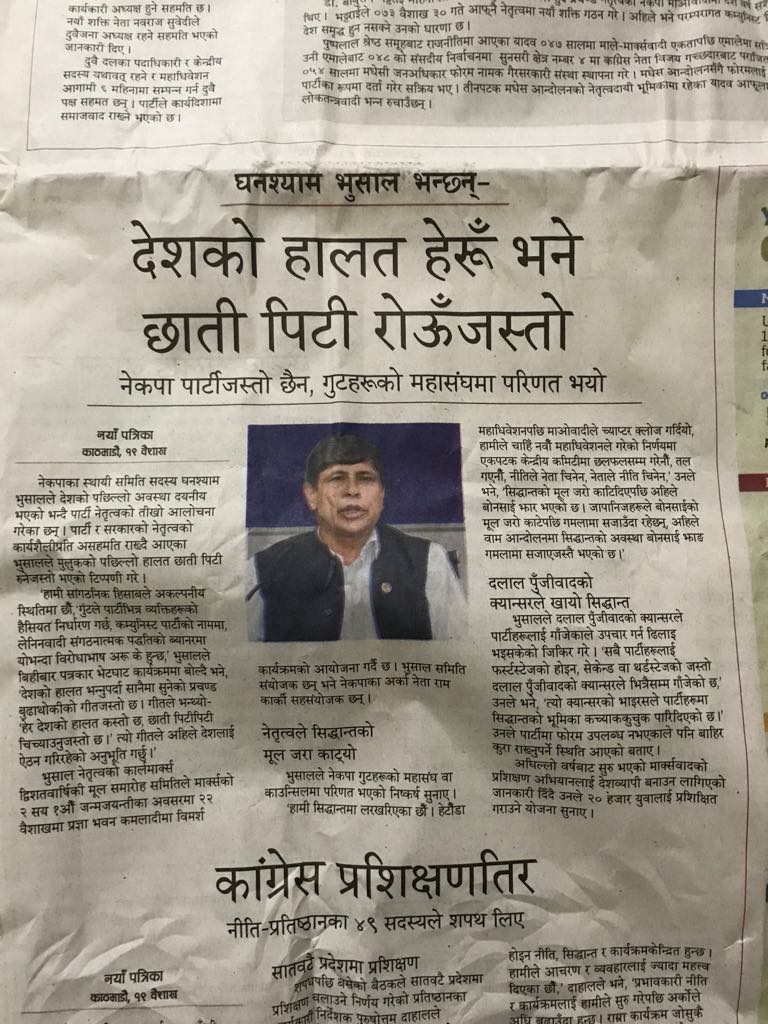 कार्यकारी अध्यक्ष हुने सहमति छ।
नयाँ शक्ति नेता नवराज सुवेदीले
दुवैजना अध्यक्ष रहने सहमति भएको
जानकारी दिए ।
दुवै दलका पदाधिकारी र केन्द्रीय
सदस्य यथावत् रहने र महाधिवेशन
आगामी ६ महिनामा सम्पन्न गर्न दुवै
पक्ष सहमत छन्। पार्टीले कार्यदिशामा
समाजवाद राख्ने भएको छ ।
थिए । भट्टराईले ०७३ वैशाख ३० गते आफ्नै नेतृत्वमा नयाँ शक्ति गठन गरे । अहिले भने परम्परागत कम्युनिस्ट
देश समृद्ध हुन नसक्ने उनको धारणा छ ।
पुष्पलाल श्रेष्ठ समूहबाट राजनीतिमा आएका यादव ०४७ सालमा माले-मार्क्सवादी एकतापछि एमालेमा
उनी एमालेबाट ०४८ को संसदीय निर्वाचनमा सुनसरी क्षेत्र नम्बर ४ मा कांग्रेस नेता विजय गच्छदारबाट पराजित
०५४ सालमा मधेसी जनअधिकार फोरम नामक गैरसरकारी संस्था स्थापना गरे । मधेस आन्दोलनसँगै फोरमलाई
पार्टीका रूपमा दर्ता गरेर सक्रिय भए । तीनपटक मधेस आन्दोलनको नेतृत्वदायी भूमिकामा रहेका यादव आफूलाई
लोकतन्त्रवादी भन्न रुचाउँछन् ।
घनश्याम भुसाल भन्छन्–
देशको हालत हेरूँ भने
छाती पिटी रोऊँजस्तो
नेकपा पार्टीजस्तो छैन, गुटहरूको महासंघमा परिणत भयो
नयाँ पत्रिका
काठमाडौं, १९ वैशाख
नेकपाका स्थायी समिति सदस्य घनश्याम
भुसालले देशको पछिल्लो अवस्था दयनीय
भएको भन्दै पार्टी नेतृत्वको तीखो आलोचना
गरेका छन् । पार्टी र सरकारको नेतृत्वको
कार्यशैलीप्रति असहमति राख्दै आएका
भुसालले मुलुकको पछिल्लो हालत छाती पिटी
रुनेजस्तो भएको टिप्पणी गरे ।
'हामी सांगठनिक हिसाबले अकल्पनीय
स्थितिमा छौँ, गुटले पार्टीभित्र व्यक्तिहरूको
हैसियत निर्धारण गर्छ, कम्युनिस्ट पार्टीको नाममा,
लेनिनवादी संगठनात्मक पद्धतिको ब्यानरमा
योभन्दा विरोधाभाष अरू के हुन्छ,' भुसालले
बिहीबार पत्रकार भेटघाट कार्यक्रममा बोल्दै भने,
'देशको हालत भन्नुपर्दा सानैमा सुनेको प्रचण्ड
बुढाथोकीको गीतजस्तो छ । गीतले भन्थ्यो-
'हेर देशको हालत कस्तो छ, छाती पिटीपिटी
चिच्याउनुजस्तो छ ।' त्यो गीतले अहिले देशलाई
ऐठन गरिरहेको अनुभूति गर्छु ।'
भुसाल नेतृत्वको कार्लमार्क्स
द्विशतवार्षिकी मूल समारोह समितिले मार्क्सको
२ सय १औँ जन्मजयन्तीका अवसरमा २२
वैशाखमा प्रज्ञा भवन कमलादीमा विमर्श
कार्यक्रमको आयोजना गर्दै छ । भुसाल समिति
संयोजक छन् भने नेकपाका अर्का नेता राम
कार्की सहसंयोजक छन् ।
नेतृत्वले सिद्धान्तको
मूल जरा काट्यो
भुसालले नेकपा गुटहरूको महासंघ वा
काउन्सिलमा परिणत भएको निष्कर्ष सुनाए ।
'हामी सिद्धान्तमा लरखरिएका छौँ । हेटौंडा
महाधिवेशनपछि माओवादीले च्याप्टर क्लोज गर्दियो,
हामीले चाहिँ नवौँ महाधिवेशनले गरेको निर्णयमा
एकपटक केन्द्रीय कमिटीमा छलफलसम्म गरेनौँ, तल
गएनौँ, नीतिले नेता चिनेन, नेताले नीति चिनेन,' उनले
भने, 'सिद्धान्तको मूल जरो काटिदिएपछि अहिले
बोनसाई झार भएको छ । जापानिजहरूले बोनसाईको
मूल जरो काटेपछि गमलामा सजाउँदा रहेछन्, अहिले
वाम आन्दोलनमा सिद्धान्तको अवस्था बोनसाई झाङ
गमलामा सजाएजस्तै भएको छ ।'
दलाल पुँजीवादको
क्यान्सरले खायो सिद्धान्त
भुसालले दलाल पुँजीवादको क्यान्सरले
पार्टीहरूलाई गाँजेकाले उपचार गर्न ढिलाइ
भइसकेको जिकिर गरे । 'सबै पार्टीहरूलाई
फर्स्टस्टेजको होइन, सेकेन्ड वा थर्डस्टेजको जस्तो
दलाल पुँजीवादको क्यान्सरले भित्रैसम्म गाँजेको छ,'
उनले भने, 'त्यो क्यान्सरको भाइरसले पार्टीहरूमा
सिद्धान्तको भूमिका कच्याककुचुक पारिदिएको छ ।'
उनले पार्टीमा फोरम उपलब्ध नभएकाले पनि बाहिर
कुरा राख्नुपर्ने स्थिति आएको बताए ।
अघिल्लो वर्षबाट सुरु भएको मार्क्सवादको
प्रशिक्षण अभियानलाई देशव्यापी बनाउन लागिएको
जानकारी दिँदै उनले २० हजार युवालाई प्रशिक्षित
गराउने योजना सुनाए ।
कांग्रेस प्रशिक्षणतिर
नीति-प्रतिष्ठानका ४९ सदस्यले शपथ लिए
नयाँ पत्रिका
काठमाडौं, १९ वैशाख
सातवटै प्रदेशमा प्रशिक्षण
शपथपछि बसेको बैठकले सातवटै प्रदेशमा
प्रशिक्षण चलाउने निर्णय गरेको प्रतिष्ठानका
निर्देशक पुरुषोत्तम दाहालले
होइन नीति, सिद्धान्त र कार्यक्रमकेन्द्रित हुन्छ ।
हामीले आचरण र व्यवहारलाई ज्यादा महत्त्व
दिएका छौँ,' दाहालले भने, 'प्रभावकारी नीति
र कार्यक्रमलाई हामीले सुरु गरेपछि अर्कोले
अघि बढाउँदा हुन्छ । राम्रा कार्यक्रम जोसुकै